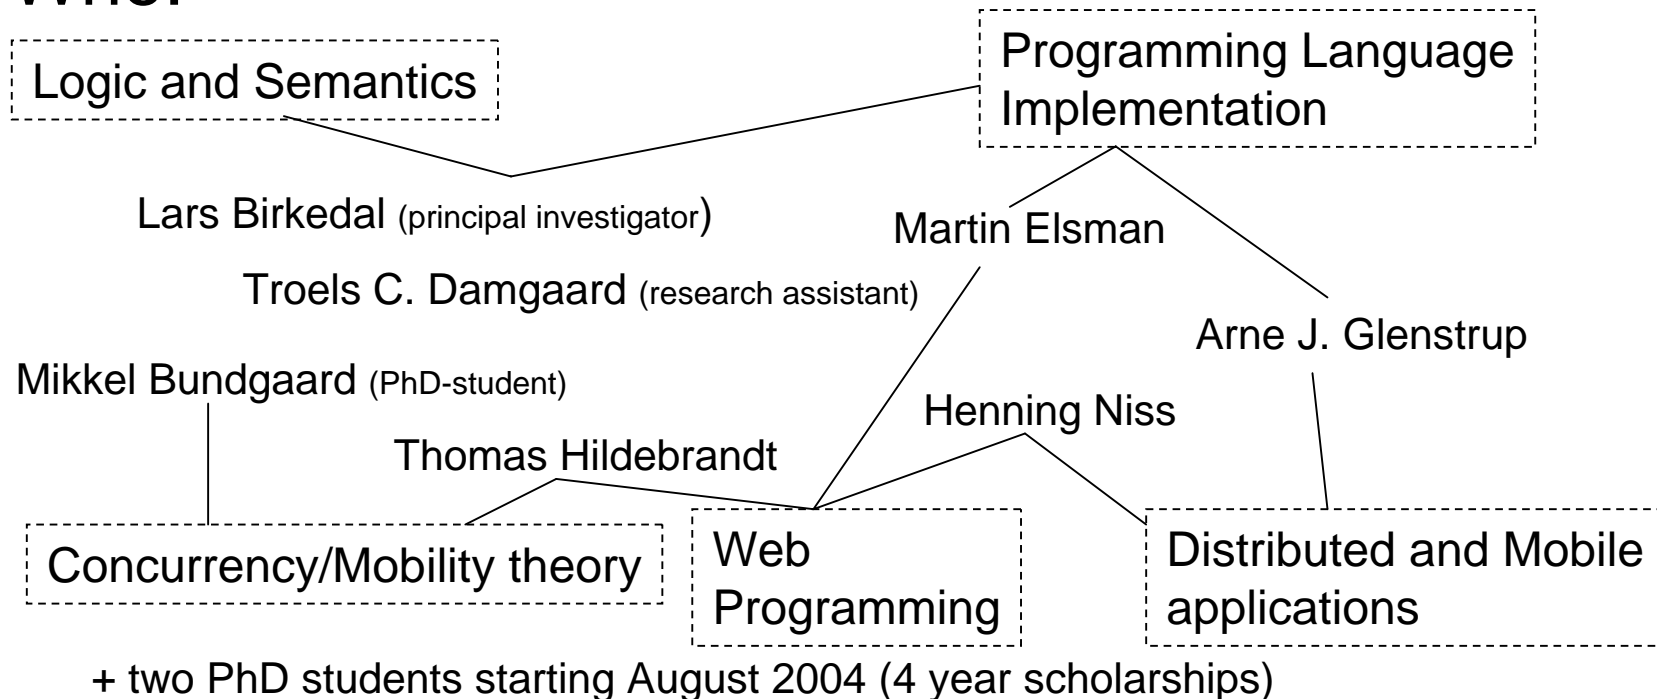 Logic and Semantics
Programming Language
Implementation
Lars Birkedal (principal investigator)
Martin Elsman
Troels C. Damgaard (research assistant)
Arne J. Glenstrup
Mikkel Bundgaard (PhD-student)
Henning Niss
Thomas Hildebrandt
Concurrency/Mobility theory
Web
Programming
Distributed and Mobile
applications
+ two PhD students starting August 2004 (4 year scholarships)